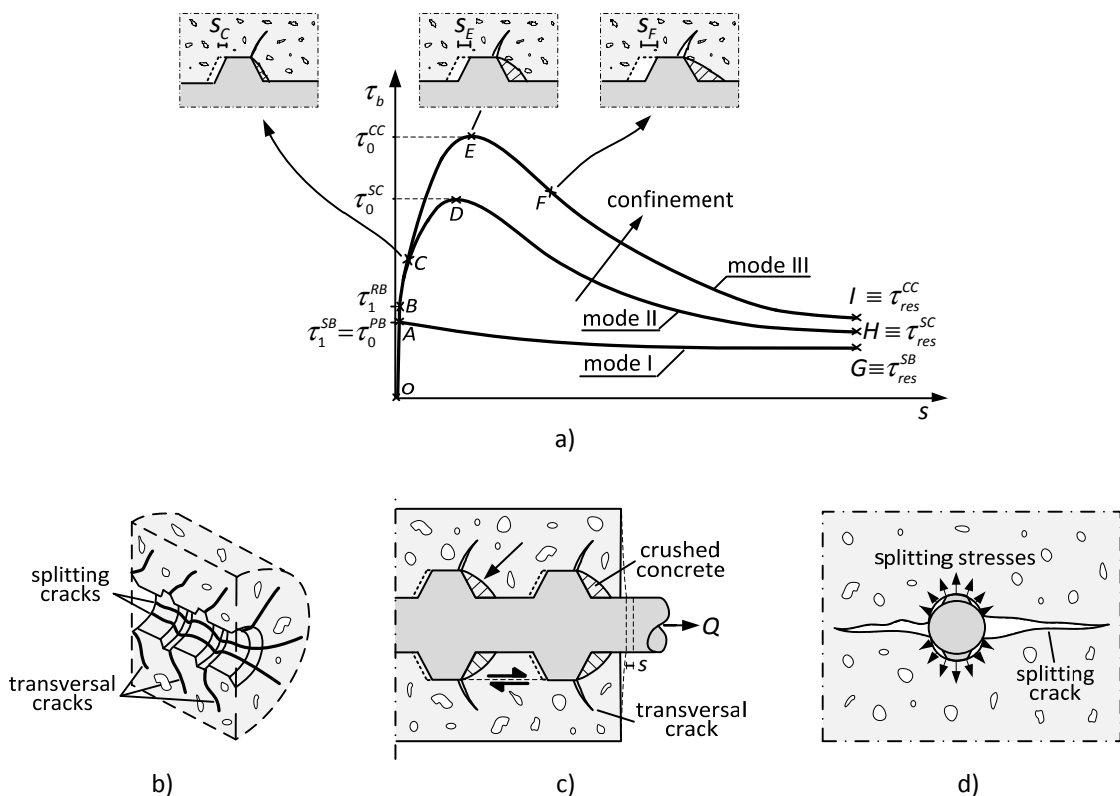 s_C
s_E
s_F
τ_b
τ_0^CC
E
F
confinement
τ_0^SC
D
C
mode III
τ_1^RB
B
I ≡ τ_res^CC
mode II
τ_1^SB=τ_0^PB
A
H ≡ τ_res^SC
mode I
G≡τ_res^SB
O
s
a)
splitting
cracks
transversal
cracks
b)
crushed
concrete
Q
s
transversal
crack
c)
splitting stresses
splitting
crack
d)